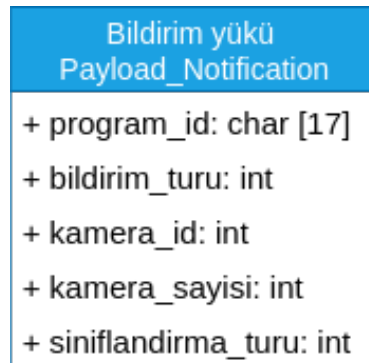 Bildirim yükü
Payload_Notification
+ program_id: char [17]
+ bildirim_turu: int
+ kamera_id: int
+ kamera_sayisi: int
+ siniflandirma_turu: int